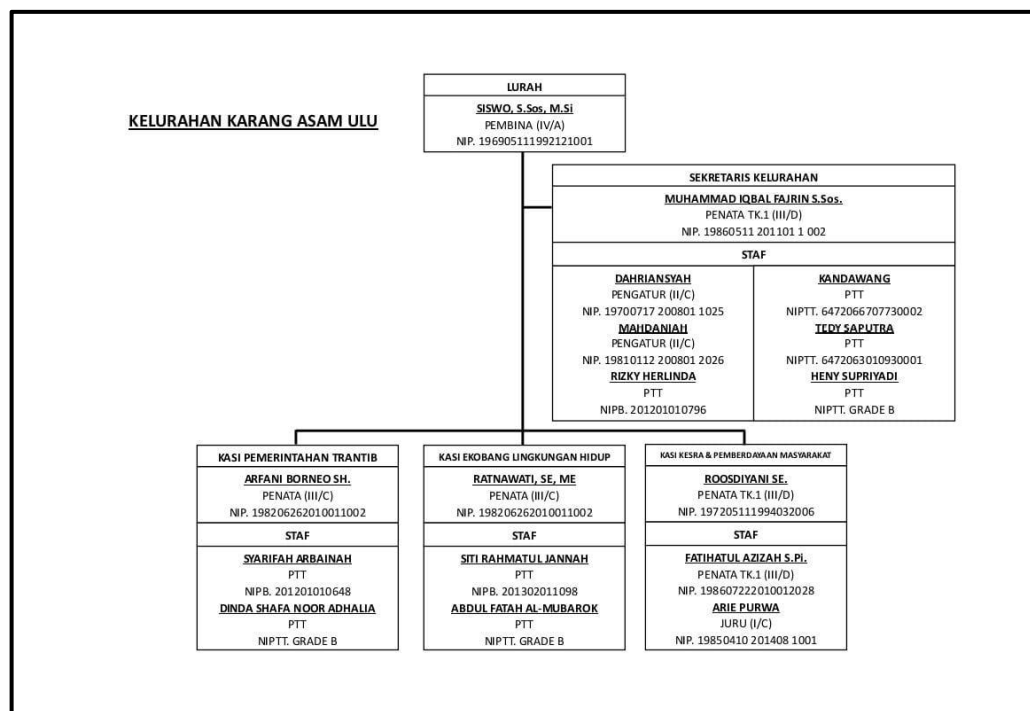 KELURAHAN KARANG ASAM ULU
LURAH
SISWO, S.Sos, M.Si
PEMBINA (IV/A)
NIP. 196905111992121001
SEKRETARIS KELURAHAN
MUHAMMAD IQBAL FAJRIN S.Sos.
PENATA TK.1 (III/D)
NIP. 19860511 201101 1 002
STAF
DAHRIANSYAH
PENGATUR (II/C)
NIP. 19700717 200801 1025
MAHDANIAH
PENGATUR (II/C)
NIP. 19810112 200801 2026
RIZKY HERLINDA
PTT
NIPB. 201201010796
KANDAWANG
PTT
NIPTT. 6472066707730002
TEDY SAPUTRA
PTT
NIPTT. 6472063010930001
HENY SUPRIYADI
PTT
NIPTT. GRADE B
KASI PEMERINTAHAN TRANTIB
ARFANI BORNEO SH.
PENATA (III/C)
NIP. 198206262010011002
STAF
SYARIFAH ARBAINAH
PTT
NIPB. 201201010648
DINDA SHAFA NOOR ADHALIA
PTT
NIPTT. GRADE B
KASI EKOBANG LINGKUNGAN HIDUP
RATNAWATI, SE, ME
PENATA (III/C)
NIP. 198206262010011002
STAF
SITI RAHMATUL JANNAH
PTT
NIPB. 201302011098
ABDUL FATAH AL-MUBAROK
PTT
NIPTT. GRADE B
KASI KESRA & PEMBERDAYAAN MASYARAKAT
ROOSDIYANI SE.
PENATA TK.1 (III/D)
NIP. 197205111994032006
STAF
FATIHATUL AZIZAH S.Pi.
PENATA TK.1 (III/D)
NIP. 198607222010012028
ARIE PURWA
JURU (I/C)
NIP. 19850410 201408 1001